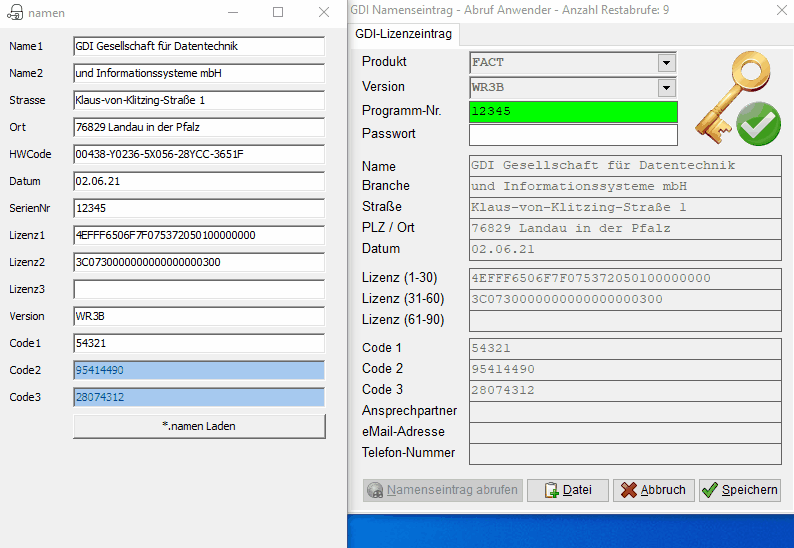 namen
Name1 GDI Gesellschaft für Datentechnik
Name2 und Informationssysteme mbH
Strasse Klaus-von-Klitzing-Straße 1
Ort 76829 Landau in der Pfalz
HWCode 00438-Y0236-5X056-28YCC-3651F
Datum 02.06.21
SerienNr 12345
Lizenz1 4EFFF6506F7F075372050100000000
Lizenz2 3C0730000000000000000300
Lizenz3
Version WR3B
Code1 54321
Code2 95414490
Code3 28074312
*.namen Laden
GDI Namenseintrag - Abruf Anwender - Anzahl Restabrufe: 9
GDI-Lizenzeintrag
Produkt FACT
Version WR3B
Programm-Nr. 12345
Passwort
Name GDI Gesellschaft für Datentechnik
Branche und Informationssysteme mbH
Straße Klaus-von-Klitzing-Straße 1
PLZ / Ort 76829 Landau in der Pfalz
Datum 02.06.21
Lizenz (1-30) 4EFFF6506F7F075372050100000000
Lizenz (31-60) 3C0730000000000000000300
Lizenz (61-90)
Code 1 54321
Code 2 95414490
Code 3 28074312
Ansprechpartner
eMail-Adresse
Telefon-Nummer
Namenseintrag abrufen Datei Abbruch Speichern